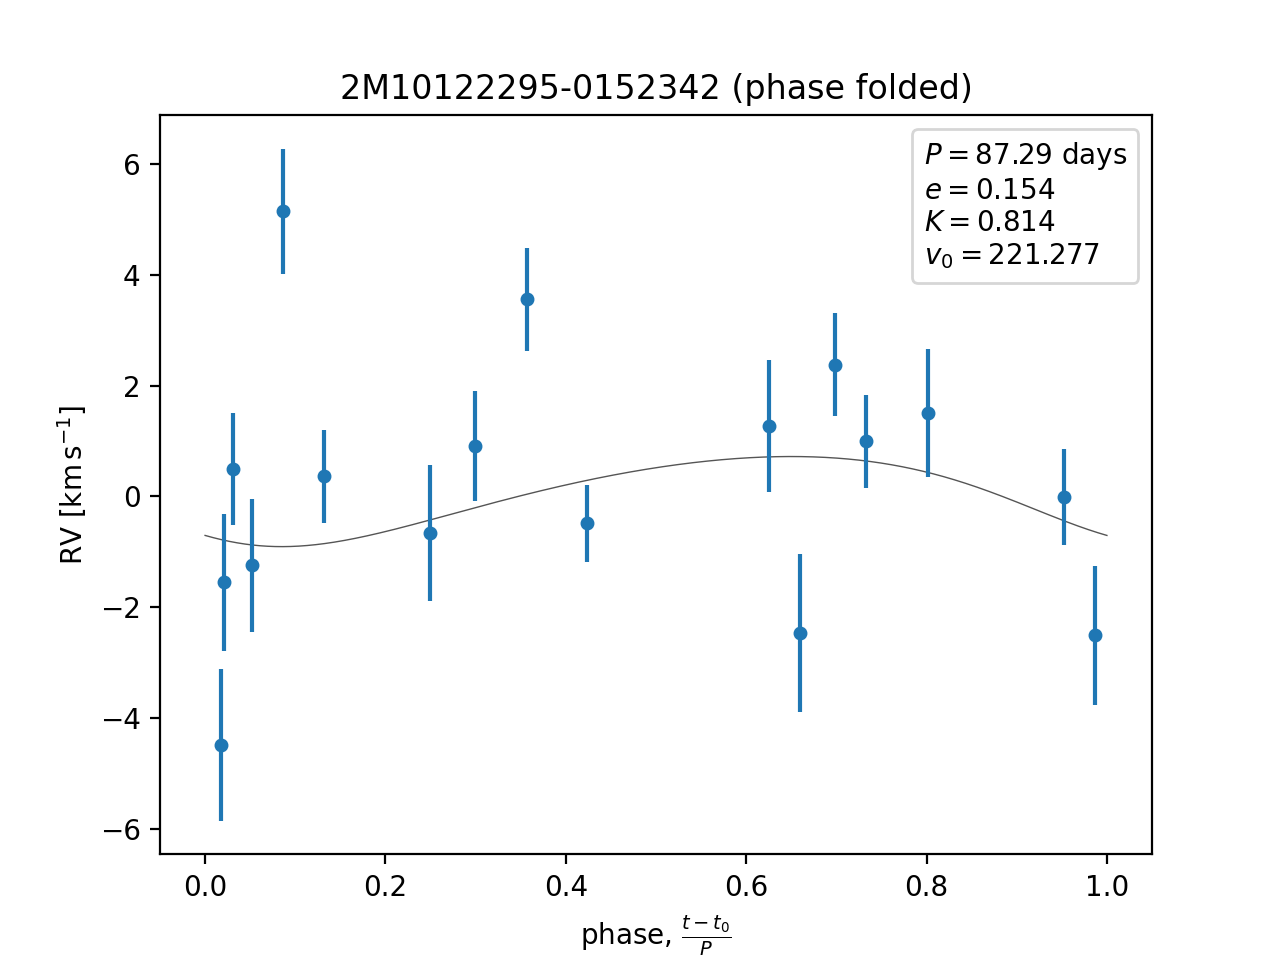 2M10122295-0152342 (phase folded)
P = 87.29 days
e = 0.154
K = 0.814
v₀ = 221.277
RV [km s⁻¹]
6
4
2
0
−2
−4
−6
0.0 0.2 0.4 0.6 0.8 1.0
phase, (t − t₀)/P